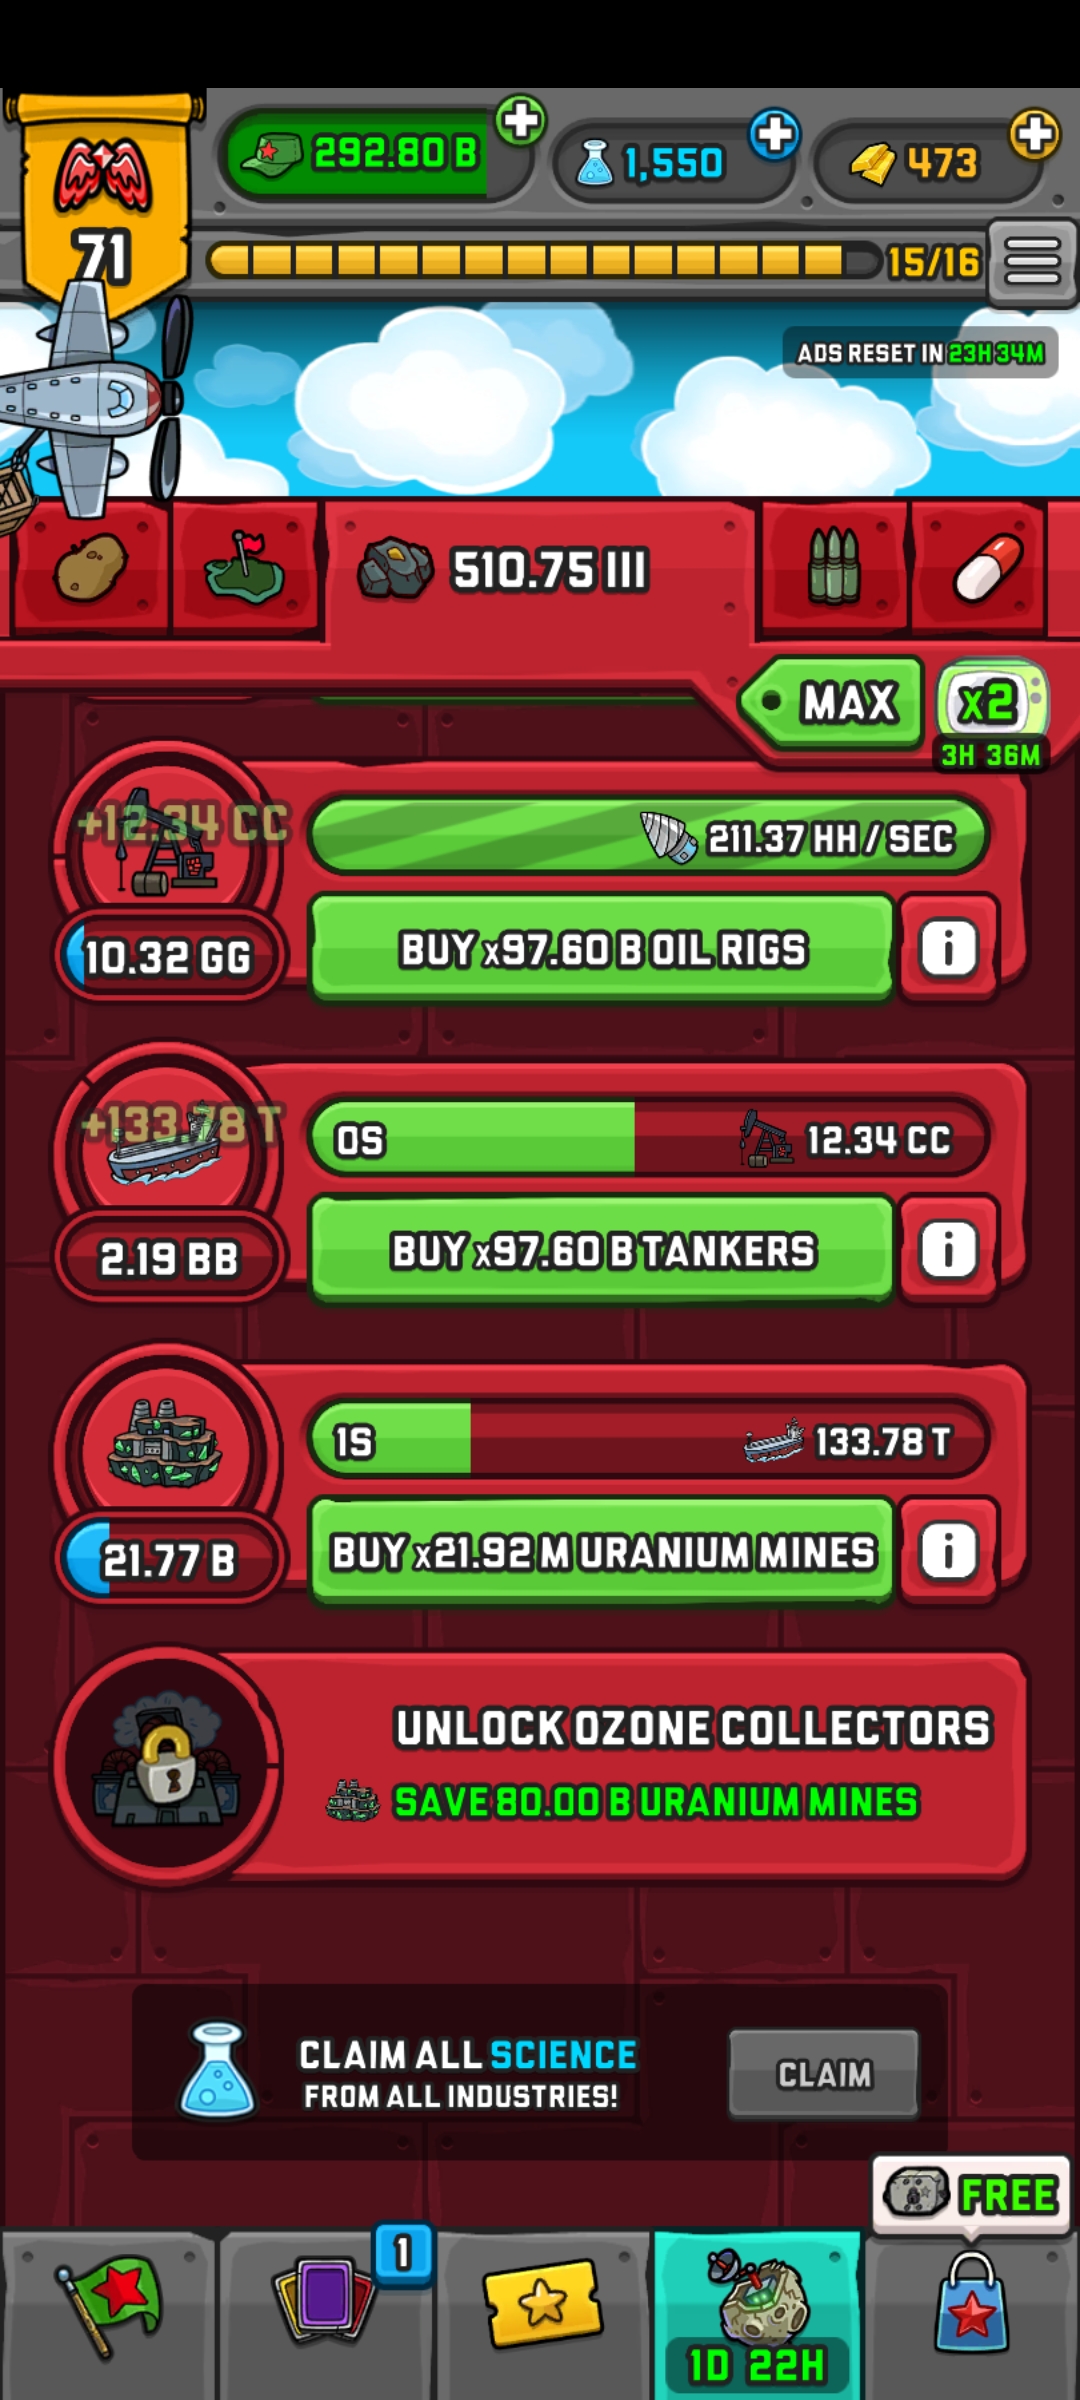 292.80 B
1,550
473
71
15/16
ADS RESET IN 23H 34M
510.75 III
MAX
x2
3H 36M
+12.34 CC
211.37 HH / SEC
10.32 GG
BUY x97.60 B OIL RIGS
i
+133.78 T
0S
12.34 CC
2.19 BB
BUY x97.60 B TANKERS
i
1S
133.78 T
21.77 B
BUY x21.92 M URANIUM MINES
i
UNLOCK OZONE COLLECTORS
SAVE 80.00 B URANIUM MINES
CLAIM ALL SCIENCE
FROM ALL INDUSTRIES!
CLAIM
FREE
1
1D 22H